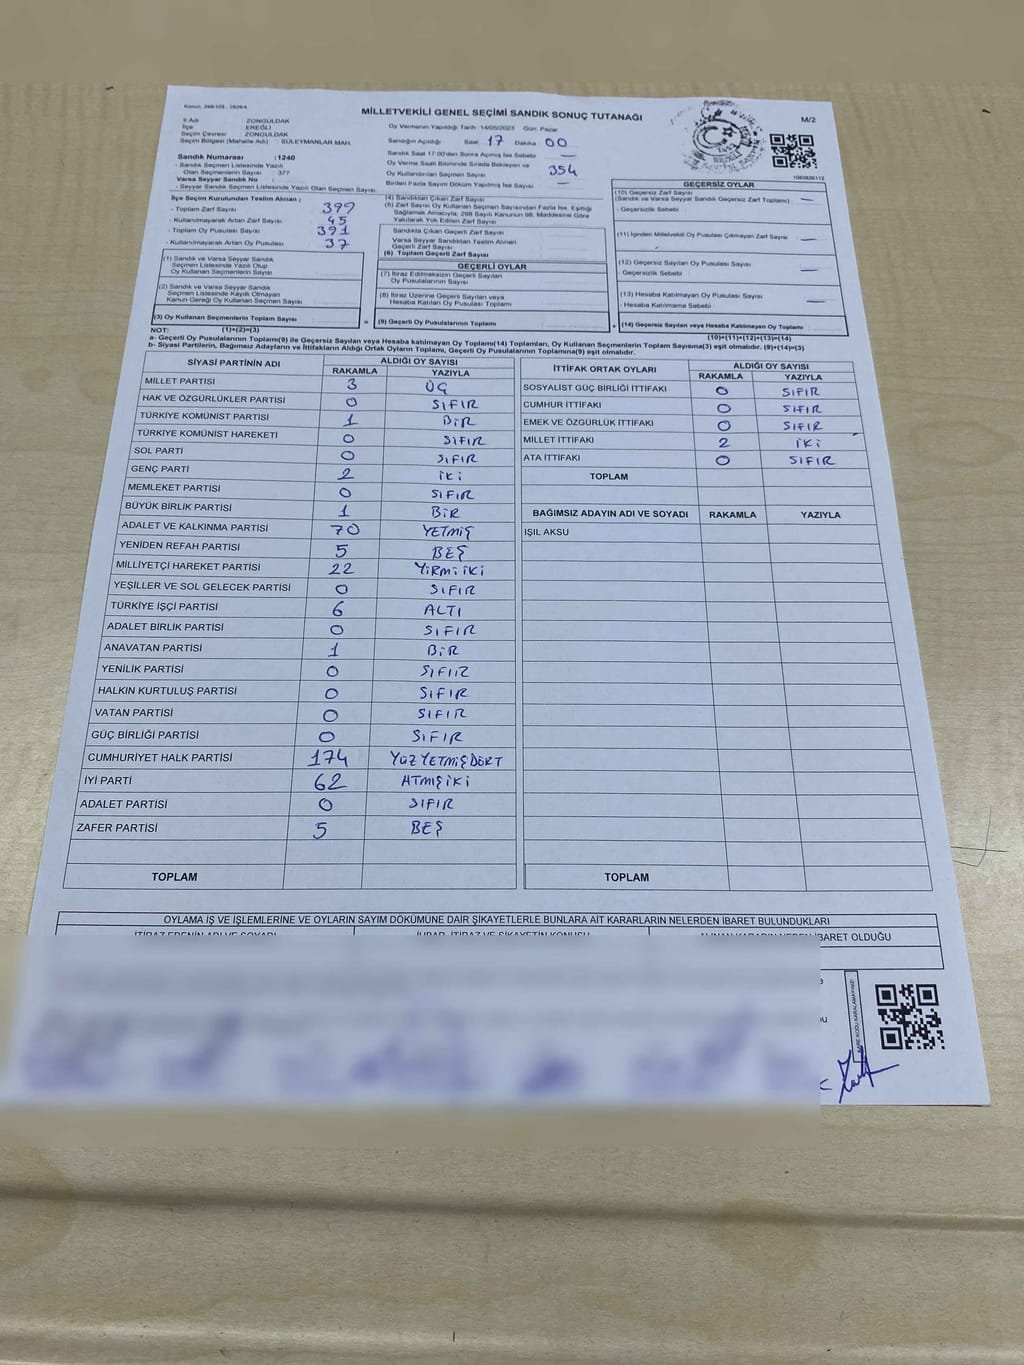 Kanun, 298/105 , 2839/4
MİLLETVEKİLİ GENEL SEÇİMİ SANDIK SONUÇ TUTANAĞI
M/2
İl Adı ZONGULDAK
İlçe EREĞLİ
Seçim Çevresi ZONGULDAK
Seçim Bölgesi (Mahalle Adı) : SÜLEYMANLAR MAH.
Oy Vermenin Yapıldığı Tarih :14/05/2023 Gün: Pazar
Sandığın Açıldığı Saat 17 Dakika 00
Sandık Saat 17:00'den Sonra Açılmış İse Sebebi —
Oy Verme Saati Bitiminde Sırada Bekleyen ve
Oy Kullandırılan Seçmen Sayısı 354
Birden Fazla Sayım Döküm Yapılmış İse Sayısı —
Sandık Numarası : 1240
- Sandık Seçmen Listesinde Yazılı
Olan Seçmenlerin Sayısı : 377
Varsa Seyyar Sandık No :
- Seyyar Sandık Seçmen Listesinde Yazılı Olan Seçmen Sayısı
İlçe Seçim Kurulundan Teslim Alınan ;
- Toplam Zarf Sayısı 399
- Kullanılmayarak Artan Zarf Sayısı 45
- Toplam Oy Pusulası Sayısı 391
- Kullanılmayarak Artan Oy Pusulası 37
(1) Sandık ve Varsa Seyyar Sandık
Seçmen Listesinde Yazılı Olup
Oy Kullanan Seçmenlerin Sayısı
(2) Sandık ve Varsa Seyyar Sandık
Seçmen Listesinde Kayıtlı Olmayan
Kanun Gereği Oy Kullanan Seçmen Sayısı
(3) Oy Kullanan Seçmenlerin Toplam Sayısı
(4) Sandıktan Çıkan Zarf Sayısı
(5) Zarf Sayısı Oy Kullanan Seçmen Sayısından Fazla İse, Eşitliği
Sağlamak Amacıyla; 298 Sayılı Kanunun 98. Maddesine Göre
Yakılarak Yok Edilen Zarf Sayısı
Sandıkta Çıkan Geçerli Zarf Sayısı
Varsa Seyyar Sandıktan Teslim Alınan
Geçerli Zarf Sayısı
(6) Toplam Geçerli Zarf Sayısı
GEÇERLİ OYLAR
(7) İtiraz Edilmeksizin Geçerli Sayılan
Oy Pusulalarının Sayısı
(8) İtiraz Üzerine Geçerli Sayılan veya
Hesaba Katılan Oy Pusulası Toplamı
(9) Geçerli Oy Pusulalarının Toplamı
1083820112
GEÇERSİZ OYLAR
(10) Geçersiz Zarf Sayısı
(Sandık ve Varsa Seyyar Sandık Geçersiz Zarf Toplamı) —
- Geçersizlik Sebebi
(11) İçinden Milletvekili Oy Pusulası Çıkmayan Zarf Sayısı —
(12) Geçersiz Sayılan Oy Pusulası Sayısı —
- Geçersizlik Sebebi
(13) Hesaba Katılmayan Oy Pusulası Sayısı —
- Hesaba Katılmama Sebebi
(14) Geçersiz Sayılan veya Hesaba Katılmayan Oy Toplamı
NOT: (1)+(2)=(3) (10)+(11)+(12)+(13)=(14)
a- Geçerli Oy Pusulalarının Toplamı(9) ile Geçersiz Sayılan veya Hesaba katılmayan Oy Toplamı(14) Toplamları, Oy Kullanan Seçmenlerin Toplam Sayısına(3) eşit olmalıdır. (9)+(14)=(3)
b- Siyasi Partilerin, Bağımsız Adayların ve İttifakların Aldığı Ortak Oyların Toplamı, Geçerli Oy Pusulalarının Toplamına(9) eşit olmalıdır.
SİYASİ PARTİNİN ADI ALDIĞI OY SAYISI
RAKAMLA YAZIYLA
MİLLET PARTİSİ 3 ÜÇ
HAK VE ÖZGÜRLÜKLER PARTİSİ 0 SIFIR
TÜRKİYE KOMÜNİST PARTİSİ 1 BİR
TÜRKİYE KOMÜNİST HAREKETİ 0 SIFIR
SOL PARTİ 0 SIFIR
GENÇ PARTİ 2 İKİ
MEMLEKET PARTİSİ 0 SIFIR
BÜYÜK BİRLİK PARTİSİ 1 BİR
ADALET VE KALKINMA PARTİSİ 70 YETMİŞ
YENİDEN REFAH PARTİSİ 5 BEŞ
MİLLİYETÇİ HAREKET PARTİSİ 22 YİRMİ İKİ
YEŞİLLER VE SOL GELECEK PARTİSİ 0 SIFIR
TÜRKİYE İŞÇİ PARTİSİ 6 ALTI
ADALET BİRLİK PARTİSİ 0 SIFIR
ANAVATAN PARTİSİ 1 BİR
YENİLİK PARTİSİ 0 SIFIR
HALKIN KURTULUŞ PARTİSİ 0 SIFIR
VATAN PARTİSİ 0 SIFIR
GÜÇ BİRLİĞİ PARTİSİ 0 SIFIR
CUMHURİYET HALK PARTİSİ 174 YÜZ YETMİŞ DÖRT
İYİ PARTİ 62 ATMIŞ İKİ
ADALET PARTİSİ 0 SIFIR
ZAFER PARTİSİ 5 BEŞ
TOPLAM
İTTİFAK ORTAK OYLARI ALDIĞI OY SAYISI
RAKAMLA YAZIYLA
SOSYALİST GÜÇ BİRLİĞİ İTTİFAKI 0 SIFIR
CUMHUR İTTİFAKI 0 SIFIR
EMEK VE ÖZGÜRLÜK İTTİFAKI 0 SIFIR
MİLLET İTTİFAKI 2 İKİ
ATA İTTİFAKI 0 SIFIR
TOPLAM
BAĞIMSIZ ADAYIN ADI VE SOYADI RAKAMLA YAZIYLA
IŞIL AKSU
TOPLAM
OYLAMA İŞ VE İŞLEMLERİNE VE OYLARIN SAYIM DÖKÜMÜNE DAİR ŞİKAYETLERLE BUNLARA AİT KARARLARIN NELERDEN İBARET BULUNDUKLARI
İTİRAZ EDENİN ADI VE SOYADI İHBAR, İTİRAZ VE ŞİKAYETİN KONUSU ALINAN KARARIN NEDEN İBARET OLDUĞU
KARE KODU KARALAMAYINIZ!